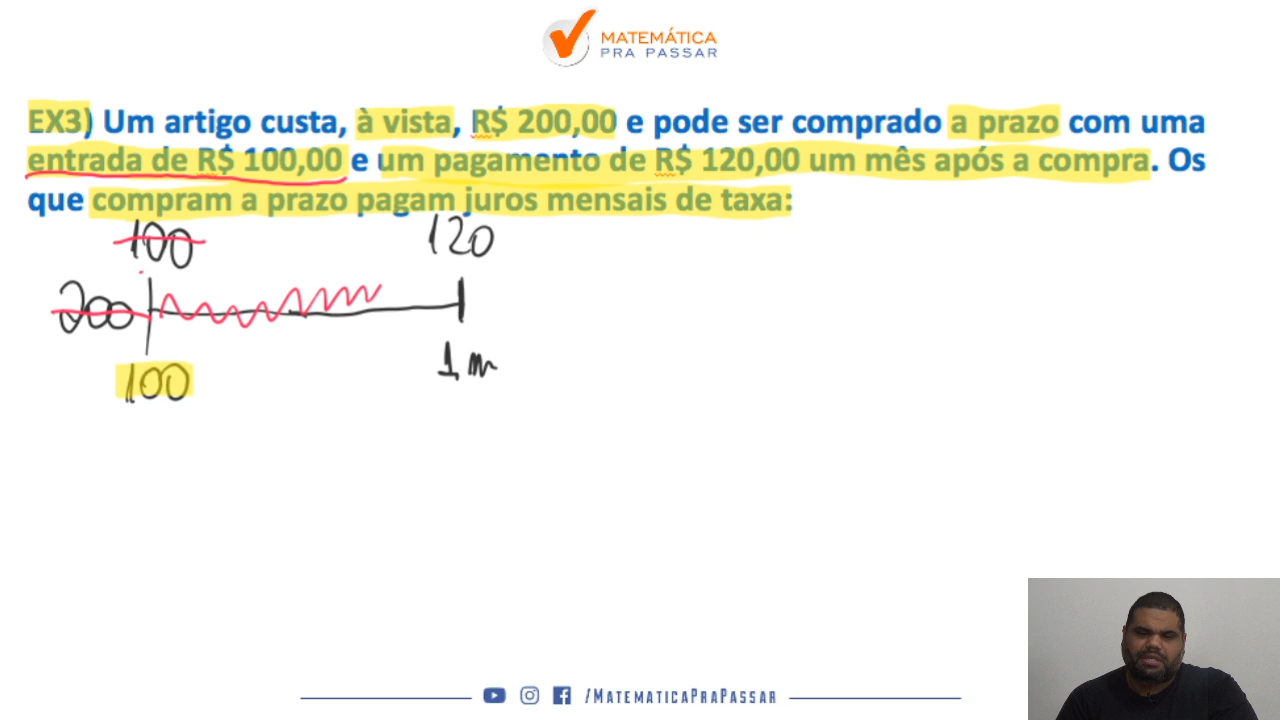 MATEMÁTICA
PRA PASSAR
EX3) Um artigo custa, à vista, R$ 200,00 e pode ser comprado a prazo com uma
entrada de R$ 100,00 e um pagamento de R$ 120,00 um mês após a compra. Os
que compram a prazo pagam juros mensais de taxa:
100 120
200
100 1 m
/MATEMATICAPRAPASSAR